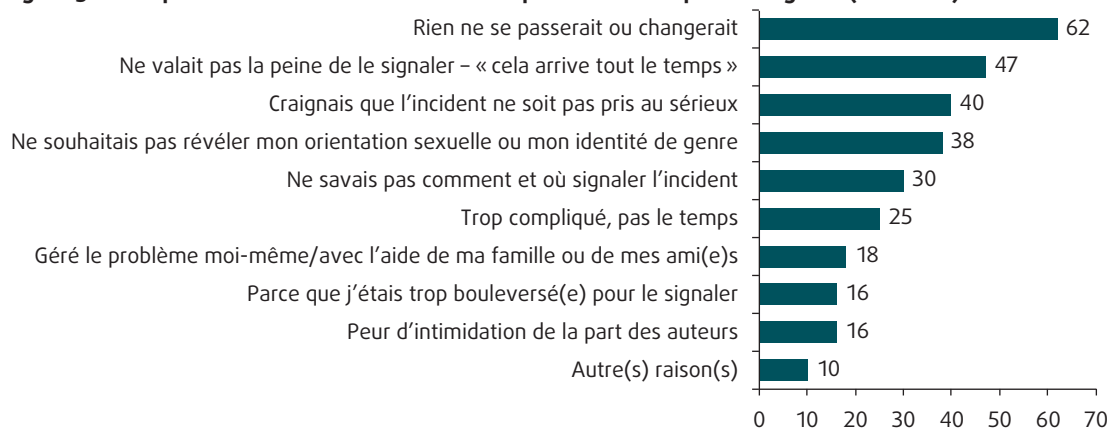 Rien ne se passerait ou changerait 62
Ne valait pas la peine de le signaler – « cela arrive tout le temps » 47
Craignais que l'incident ne soit pas pris au sérieux 40
Ne souhaitais pas révéler mon orientation sexuelle ou mon identité de genre 38
Ne savais pas comment et où signaler l'incident 30
Trop compliqué, pas le temps 25
Géré le problème moi-même/avec l'aide de ma famille ou de mes ami(e)s 18
Parce que j'étais trop bouleversé(e) pour le signaler 16
Peur d'intimidation de la part des auteurs 16
Autre(s) raison(s) 10
0 10 20 30 40 50 60 70